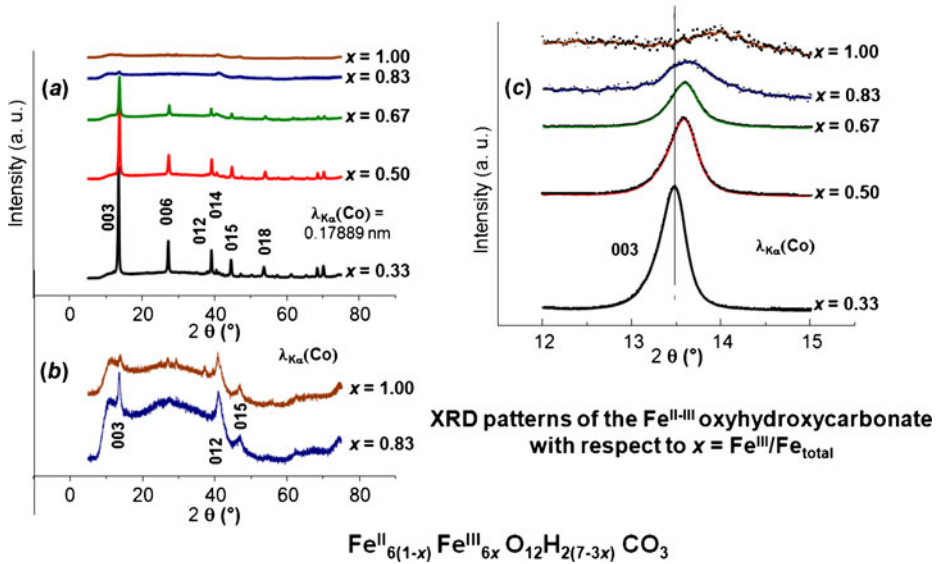 (a)
Intensity (a. u.)
x = 1.00
x = 0.83
x = 0.67
x = 0.50
λKα(Co) =
0.17889 nm
x = 0.33
003
006
012
014
015
018
0 20 40 60 80
2 θ (°)
(b)
λKα(Co)
x = 1.00
x = 0.83
003
012
015
0 20 40 60 80
2 θ (°)
(c)
Intensity (a. u.)
x = 1.00
x = 0.83
x = 0.67
x = 0.50
003
λKα(Co)
x = 0.33
12 13 14 15
2 θ (°)
XRD patterns of the FeII-III oxyhydroxycarbonate
with respect to x = FeIII/Fetotal
FeII6(1-x) FeIII6x O12H2(7-3x) CO3